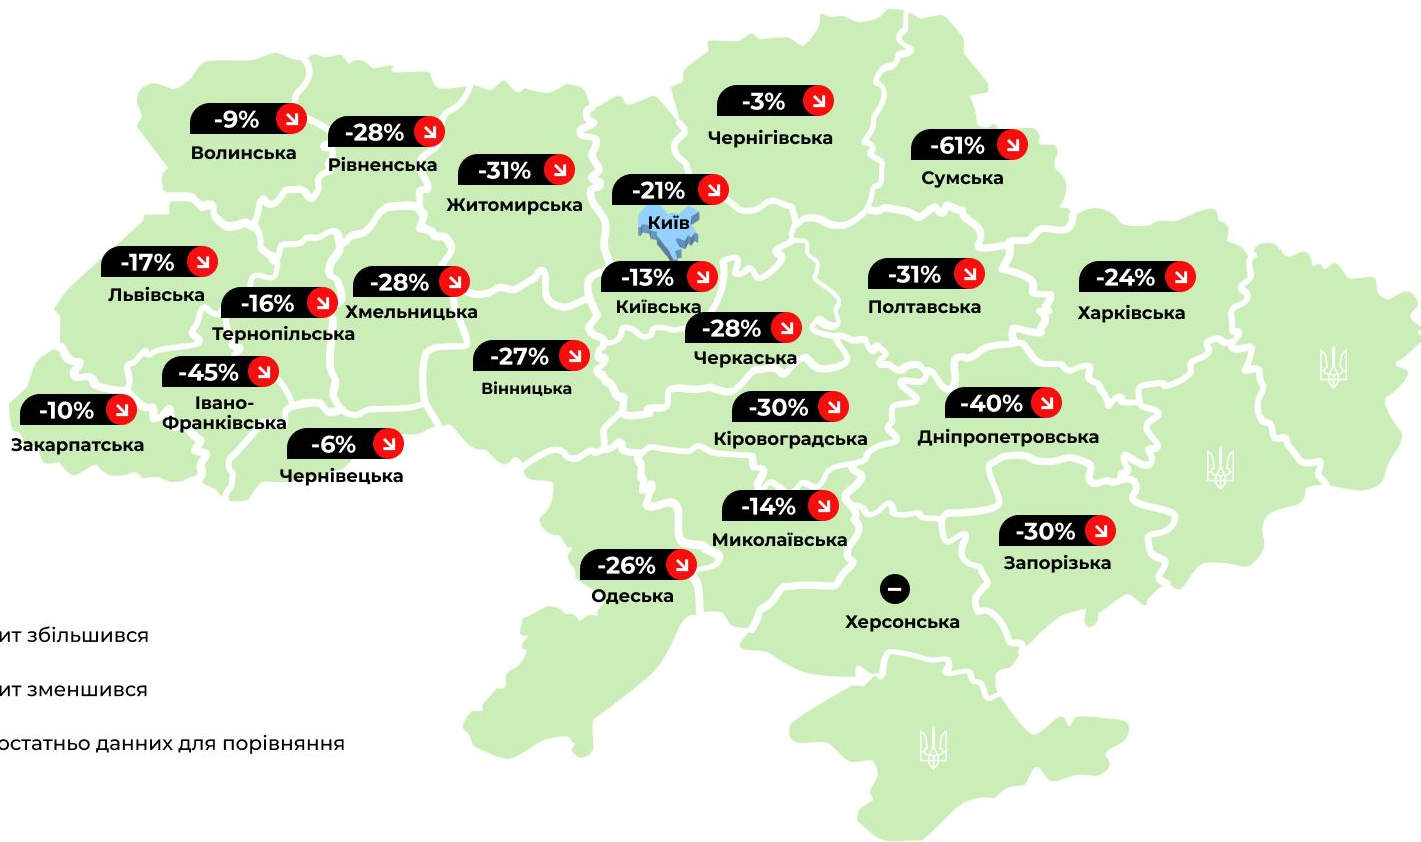 -3%
Чернігівська
-9%
Волинська
-28%
Рівненська
-61%
Сумська
-31%
Житомирська
-21%
Київ
-17%
Львівська
-16%
Тернопільська
-28%
Хмельницька
-13%
Київська
-31%
Полтавська
-24%
Харківська
-28%
Черкаська
-27%
Вінницька
-45%
Івано-
Франківська
-10%
Закарпатська
-6%
Чернівецька
-30%
Кіровоградська
-40%
Дніпропетровська
-14%
Миколаївська
-30%
Запорізька
-26%
Одеська
Херсонська
ит збільшився
ит зменшився
остатньо данних для порівняння